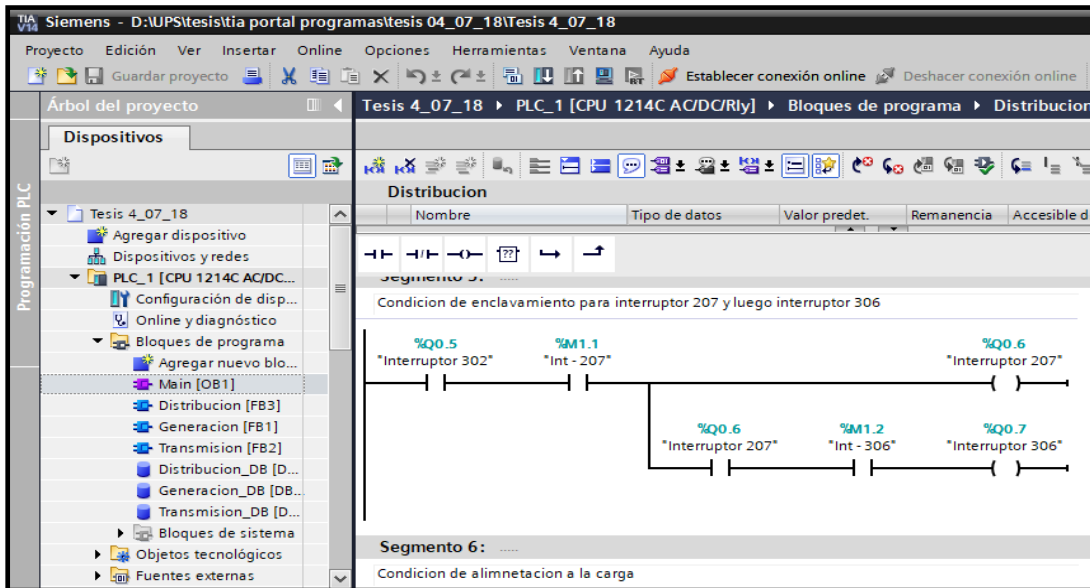 TIA V14 Siemens - D:\UPS\tesis\tia portal programas\tesis 04_07_18\Tesis 4_07_18
Proyecto Edición Ver Insertar Online Opciones Herramientas Ventana Ayuda
Guardar proyecto RT Establecer conexión online Deshacer conexión online
Árbol del proyecto
Tesis 4_07_18 PLC_1 [CPU 1214C AC/DC/Rly] Bloques de programa Distribucion
Dispositivos
Programación PLC
Tesis 4_07_18
Agregar dispositivo
Dispositivos y redes
PLC_1 [CPU 1214C AC/DC...
Configuración de disp...
Online y diagnóstico
Bloques de programa
Agregar nuevo blo...
Main [OB1]
Distribucion [FB3]
Generacion [FB1]
Transmision [FB2]
Distribucion_DB [D...
Generacion_DB [DB...
Transmision_DB [D...
Bloques de sistema
Objetos tecnológicos
Fuentes externas
Distribucion
Nombre Tipo de datos Valor predet. Remanencia Accesible d
??
Segmento 5: .....
Condicion de enclavamiento para interruptor 207 y luego interruptor 306
%Q0.5 %M1.1 %Q0.6
"Interruptor 302" "Int - 207" "Interruptor 207"
%Q0.6 %M1.2 %Q0.7
"Interruptor 207" "Int - 306" "Interruptor 306"
Segmento 6: .....
Condicion de alimnetacion a la carga